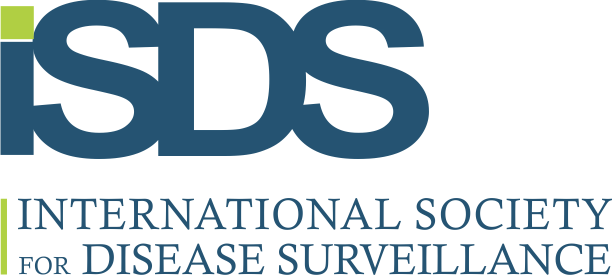 iSDS
INTERNATIONAL SOCIETY
FOR DISEASE SURVEILLANCE